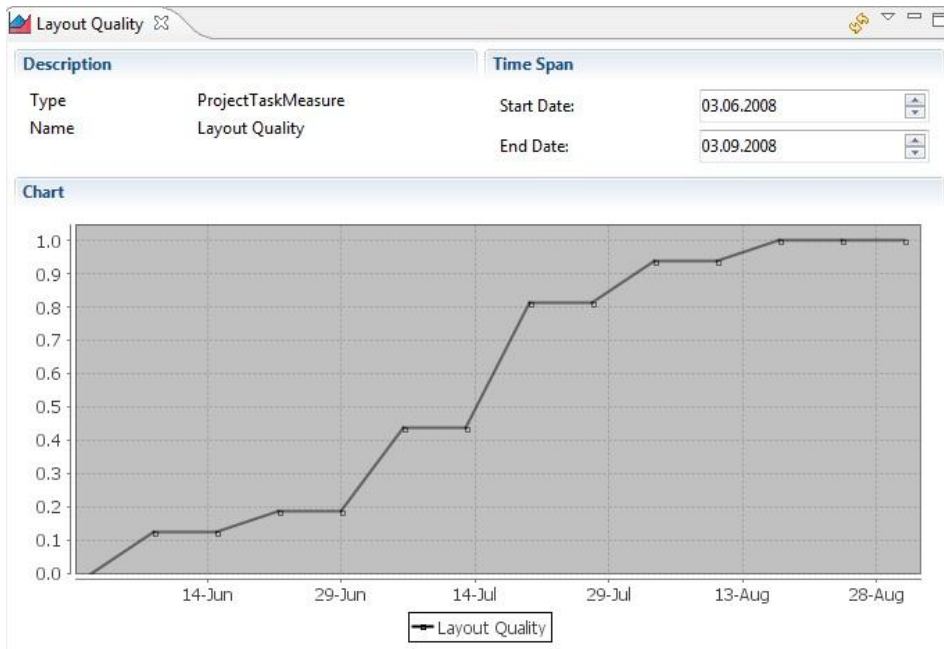 Layout Quality
Description
Time Span
Type ProjectTaskMeasure
Name Layout Quality
Start Date: 03.06.2008
End Date: 03.09.2008
Chart
1.0
0.9
0.8
0.7
0.6
0.5
0.4
0.3
0.2
0.1
0.0
14-Jun 29-Jun 14-Jul 29-Jul 13-Aug 28-Aug
Layout Quality